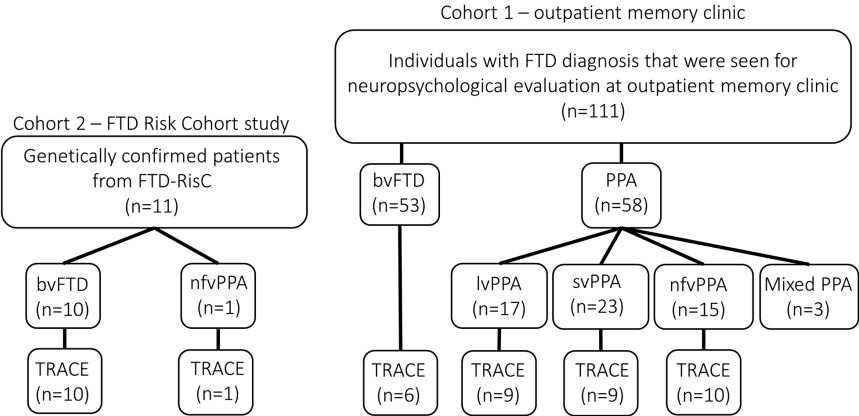 Cohort 1 – outpatient memory clinic
Individuals with FTD diagnosis that were seen for
neuropsychological evaluation at outpatient memory clinic
(n=111)
Cohort 2 – FTD Risk Cohort study
Genetically confirmed patients
from FTD-RisC
(n=11)
bvFTD
(n=53)
PPA
(n=58)
bvFTD
(n=10)
nfvPPA
(n=1)
lvPPA
(n=17)
svPPA
(n=23)
nfvPPA
(n=15)
Mixed PPA
(n=3)
TRACE
(n=10)
TRACE
(n=1)
TRACE
(n=6)
TRACE
(n=9)
TRACE
(n=9)
TRACE
(n=10)